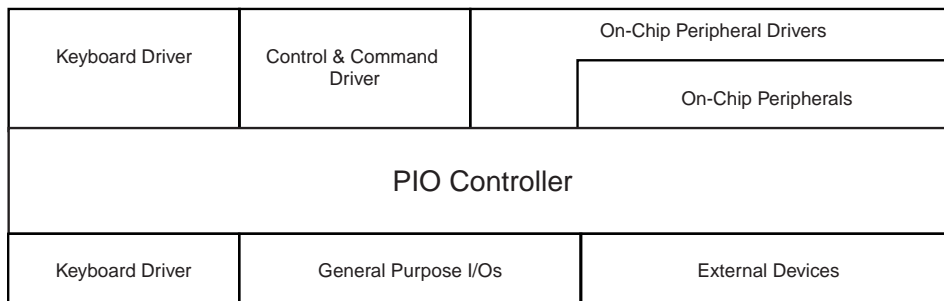 Keyboard Driver
Control & Command
Driver
On-Chip Peripheral Drivers
On-Chip Peripherals
PIO Controller
Keyboard Driver
General Purpose I/Os
External Devices